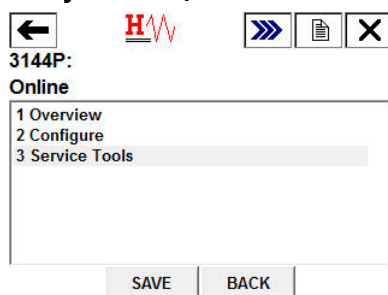 H
3144P:
Online
1 Overview
2 Configure
3 Service Tools
SAVE BACK